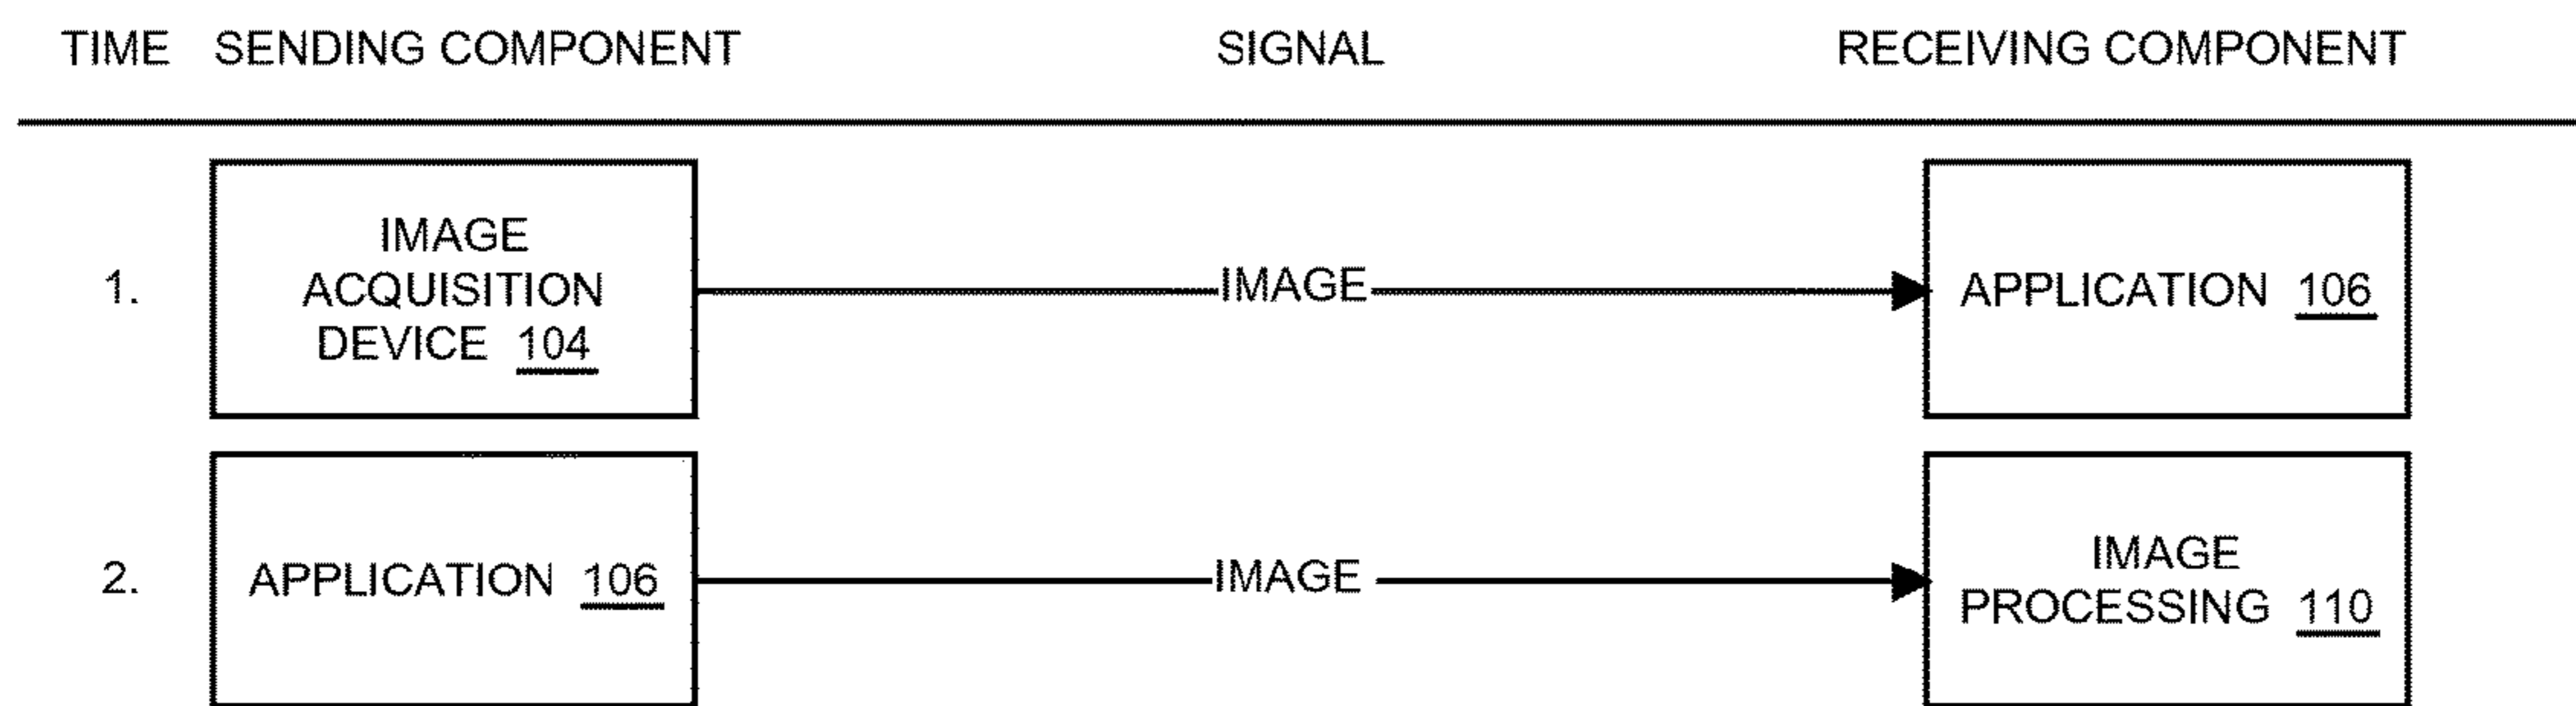 TIME SENDING COMPONENT SIGNAL RECEIVING COMPONENT
1.
IMAGE
ACQUISITION
DEVICE 104
IMAGE
APPLICATION 106
2.
APPLICATION 106
IMAGE
IMAGE
PROCESSING 110